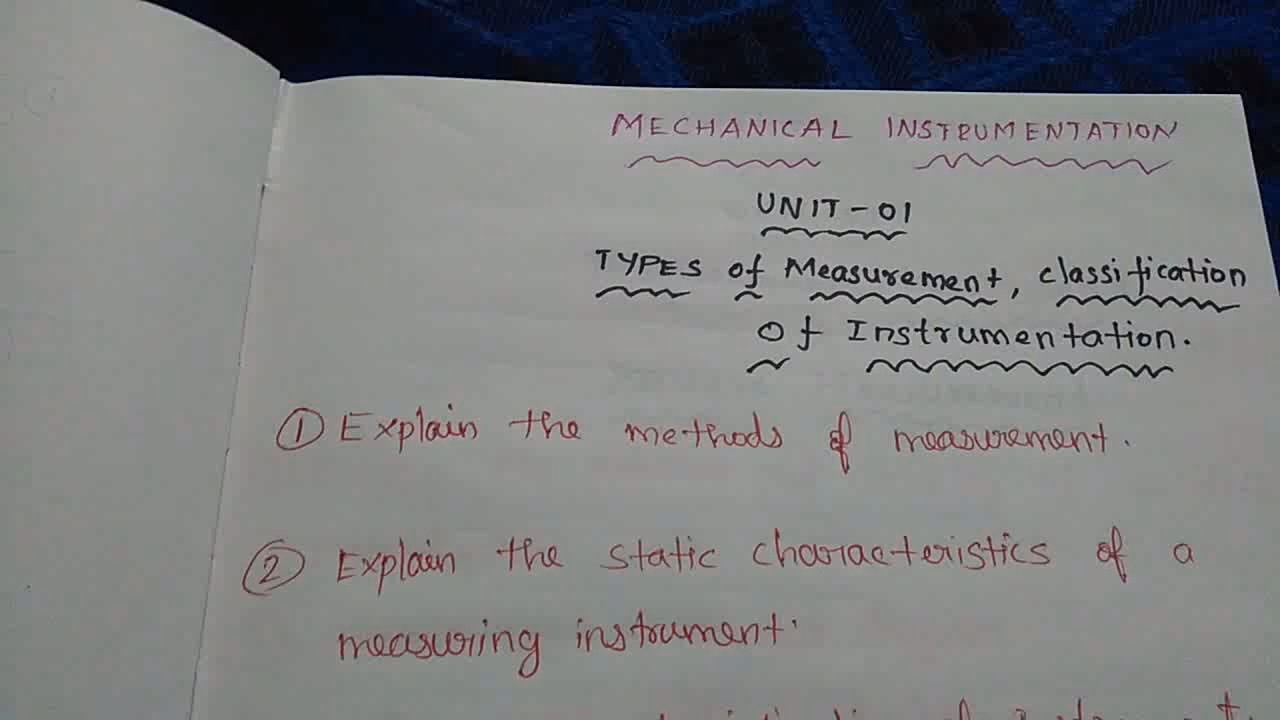 MECHANICAL INSTRUMENTATION
UNIT-01
TYPES of Measurement, classification
Of Instrumentation.
① Explain the methods of measurement.
② Explain the static characteristics of a
measuring instrument.